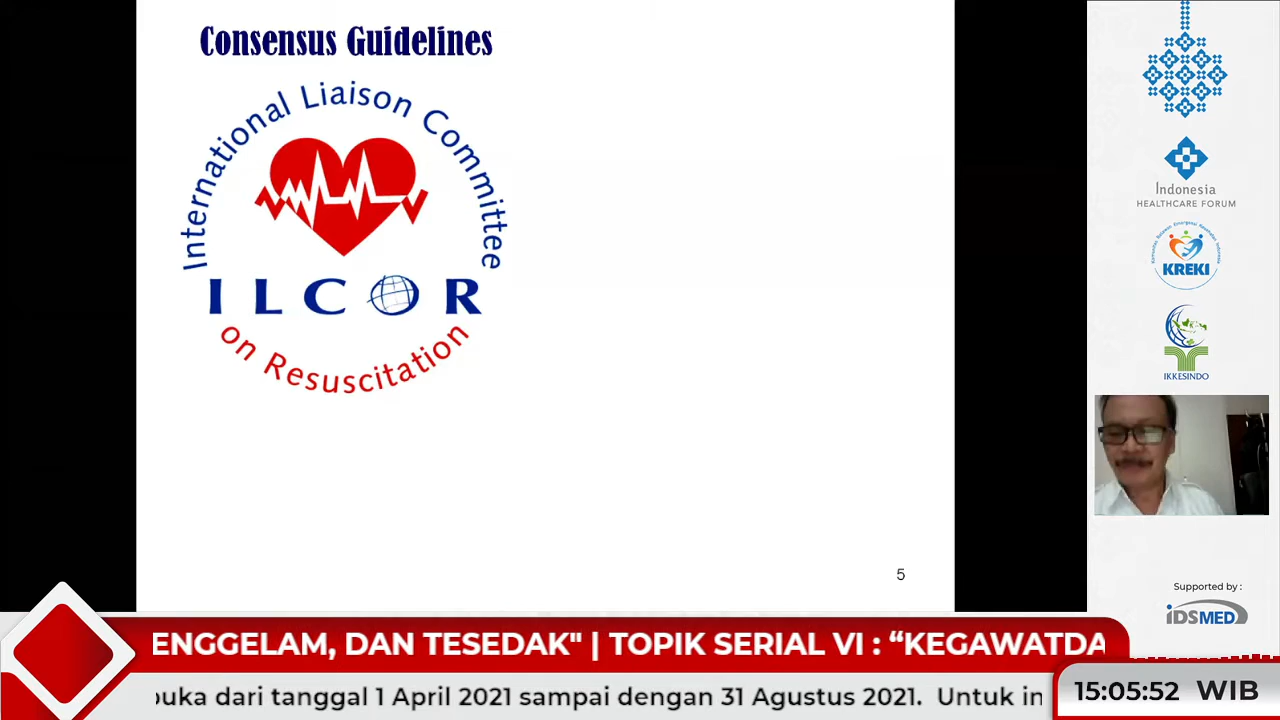 Consensus Guidelines
International Liaison Committee
ILCOR
on Resuscitation
5
Indonesia
HEALTHCARE FORUM
KREKI
IKKESINDO
Supported by :
iDSMED
ENGGELAM, DAN TESEDAK" | TOPIK SERIAL VI : “KEGAWATDA
buka dari tanggal 1 April 2021 sampai dengan 31 Agustus 2021. Untuk in
15:05:52 WIB